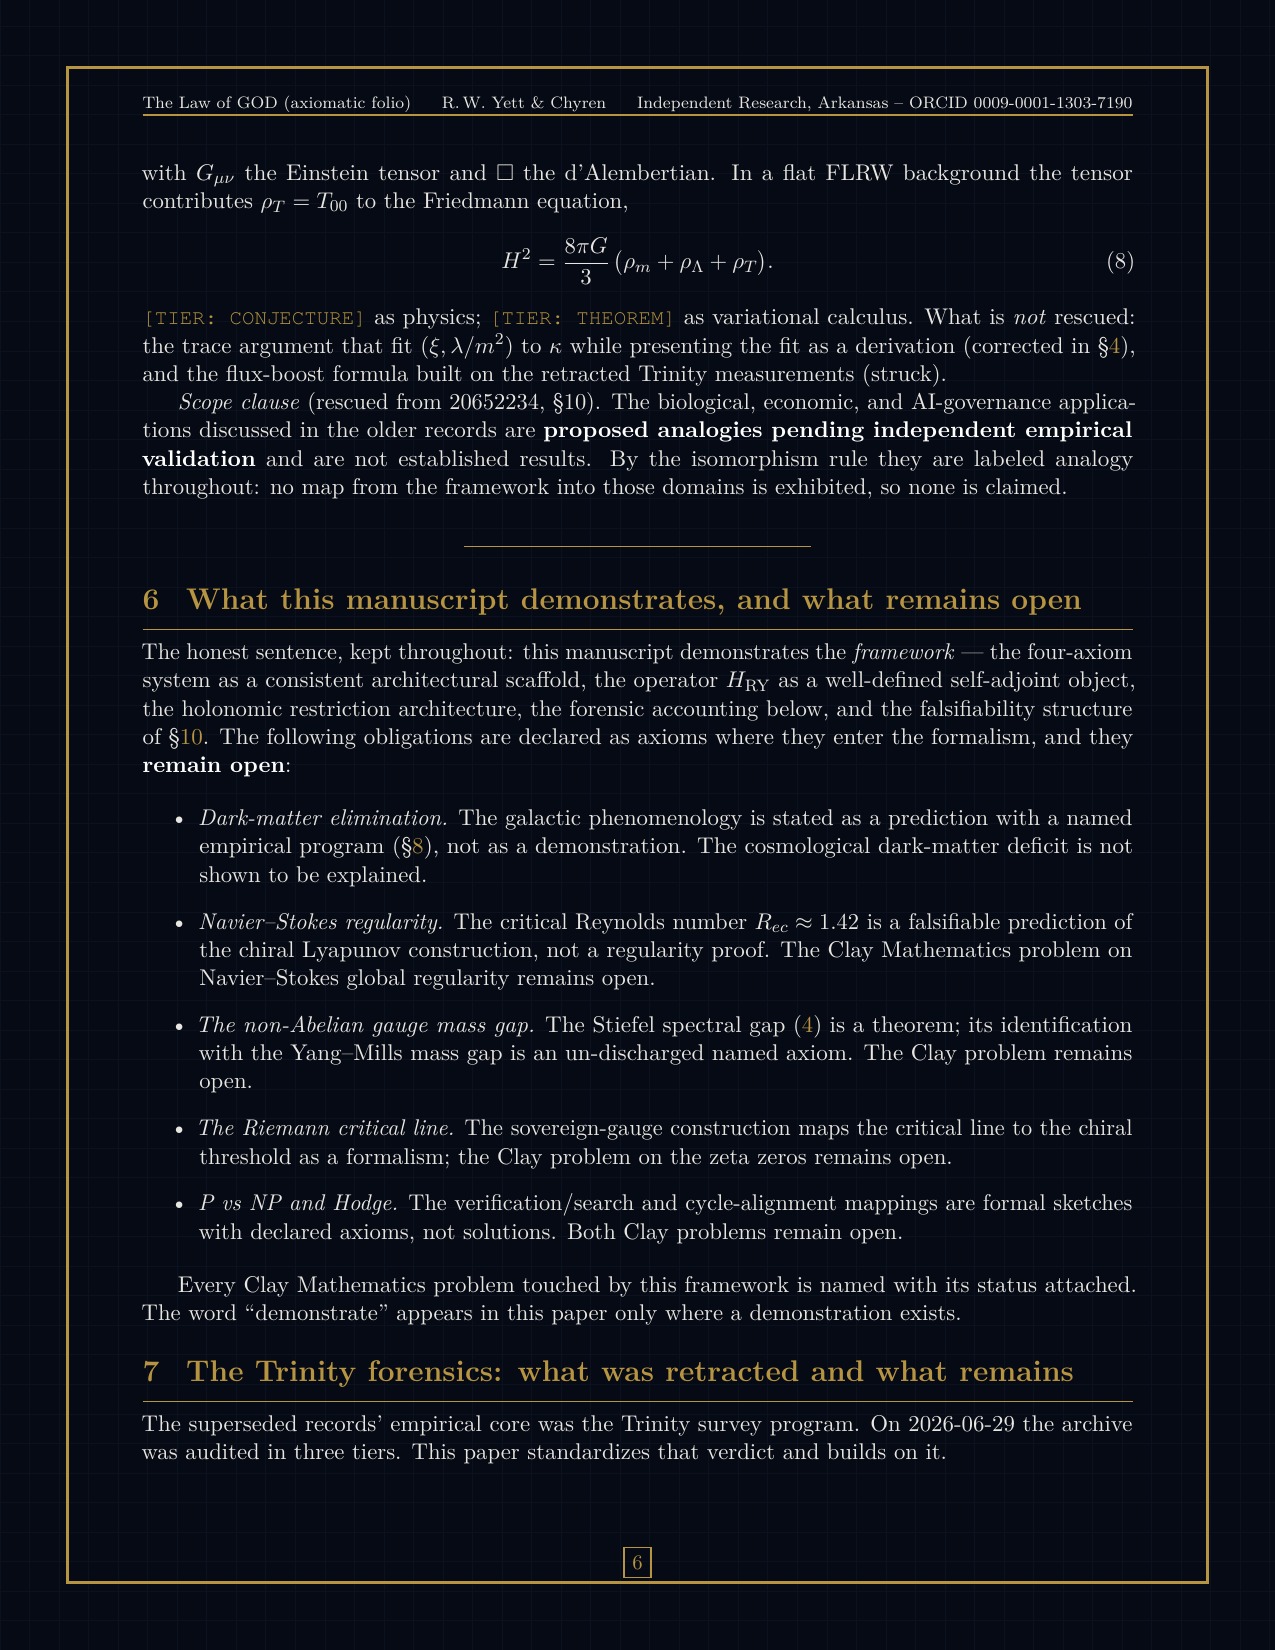 The Law of GOD (axiomatic folio) R. W. Yett & Chyren Independent Research, Arkansas – ORCID 0009-0001-1303-7190
with G_{μν} the Einstein tensor and □ the d'Alembertian. In a flat FLRW background the tensor
contributes ρ_T = T_{00} to the Friedmann equation,
H^2 = \frac{8πG}{3} (ρ_m + ρ_Λ + ρ_T). (8)
[TIER: CONJECTURE] as physics; [TIER: THEOREM] as variational calculus. What is not rescued:
the trace argument that fit (ξ, λ/m^2) to κ while presenting the fit as a derivation (corrected in §4),
and the flux-boost formula built on the retracted Trinity measurements (struck).
Scope clause (rescued from 20652234, §10). The biological, economic, and AI-governance applica-
tions discussed in the older records are proposed analogies pending independent empirical
validation and are not established results. By the isomorphism rule they are labeled analogy
throughout: no map from the framework into those domains is exhibited, so none is claimed.
6 What this manuscript demonstrates, and what remains open
The honest sentence, kept throughout: this manuscript demonstrates the framework — the four-axiom
system as a consistent architectural scaffold, the operator H_{RY} as a well-defined self-adjoint object,
the holonomic restriction architecture, the forensic accounting below, and the falsifiability structure
of §10. The following obligations are declared as axioms where they enter the formalism, and they
remain open:
• Dark-matter elimination. The galactic phenomenology is stated as a prediction with a named
empirical program (§8), not as a demonstration. The cosmological dark-matter deficit is not
shown to be explained.
• Navier–Stokes regularity. The critical Reynolds number R_{ec} ≈ 1.42 is a falsifiable prediction of
the chiral Lyapunov construction, not a regularity proof. The Clay Mathematics problem on
Navier–Stokes global regularity remains open.
• The non-Abelian gauge mass gap. The Stiefel spectral gap (4) is a theorem; its identification
with the Yang–Mills mass gap is an un-discharged named axiom. The Clay problem remains
open.
• The Riemann critical line. The sovereign-gauge construction maps the critical line to the chiral
threshold as a formalism; the Clay problem on the zeta zeros remains open.
• P vs NP and Hodge. The verification/search and cycle-alignment mappings are formal sketches
with declared axioms, not solutions. Both Clay problems remain open.
Every Clay Mathematics problem touched by this framework is named with its status attached.
The word “demonstrate” appears in this paper only where a demonstration exists.
7 The Trinity forensics: what was retracted and what remains
The superseded records' empirical core was the Trinity survey program. On 2026-06-29 the archive
was audited in three tiers. This paper standardizes that verdict and builds on it.
6